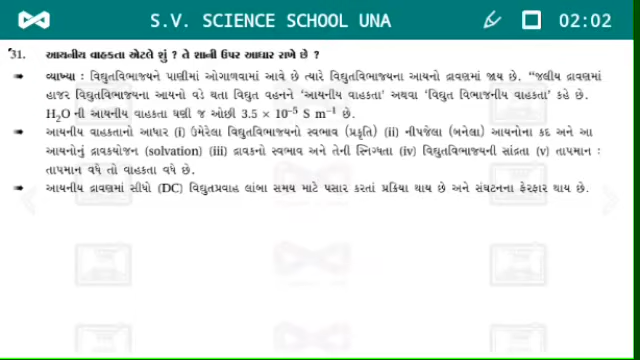 S.V. SCIENCE SCHOOL UNA
02:02
31. આયનીય વાહકતા એટલે શું ? તે શાની ઉપર આધાર રાખે છે ?
➠ વ્યાખ્યા : વિદ્યુતવિભાજ્યને પાણીમાં ઓગાળવામાં આવે છે ત્યારે વિદ્યુતવિભાજ્યના આયનો દ્રાવણમાં જાય છે. “જલીય દ્રાવણમાં
હાજર વિદ્યુતવિભાજ્યના આયનો વડે થતા વિદ્યુત વહનને ‘આયનીય વાહકતા’ અથવા ‘વિદ્યુત વિભાજનીય વાહકતા’ કહે છે.
H₂O ની આયનીય વાહકતા ઘણી જ ઓછી 3.5 × 10⁻⁵ S m⁻¹ છે.
➠ આયનીય વાહકતાનો આધાર (i) ઉમેરેલા વિદ્યુતવિભાજ્યનો સ્વભાવ (પ્રકૃતિ) (ii) નીપજેલા (બનેલા) આયનોના કદ અને આ
આયનોનું દ્રાવકયોજન (solvation) (iii) દ્રાવકનો સ્વભાવ અને તેની સ્નિગ્ધતા (iv) વિદ્યુતવિભાજ્યની સાંદ્રતા (v) તાપમાન :
તાપમાન વધે તો વાહકતા વધે છે.
➠ આયનીય દ્રાવણમાં સીધો (DC) વિદ્યુતપ્રવાહ લાંબા સમય માટે પસાર કરતાં પ્રક્રિયા થાય છે અને સંઘટનના ફેરફાર થાય છે.